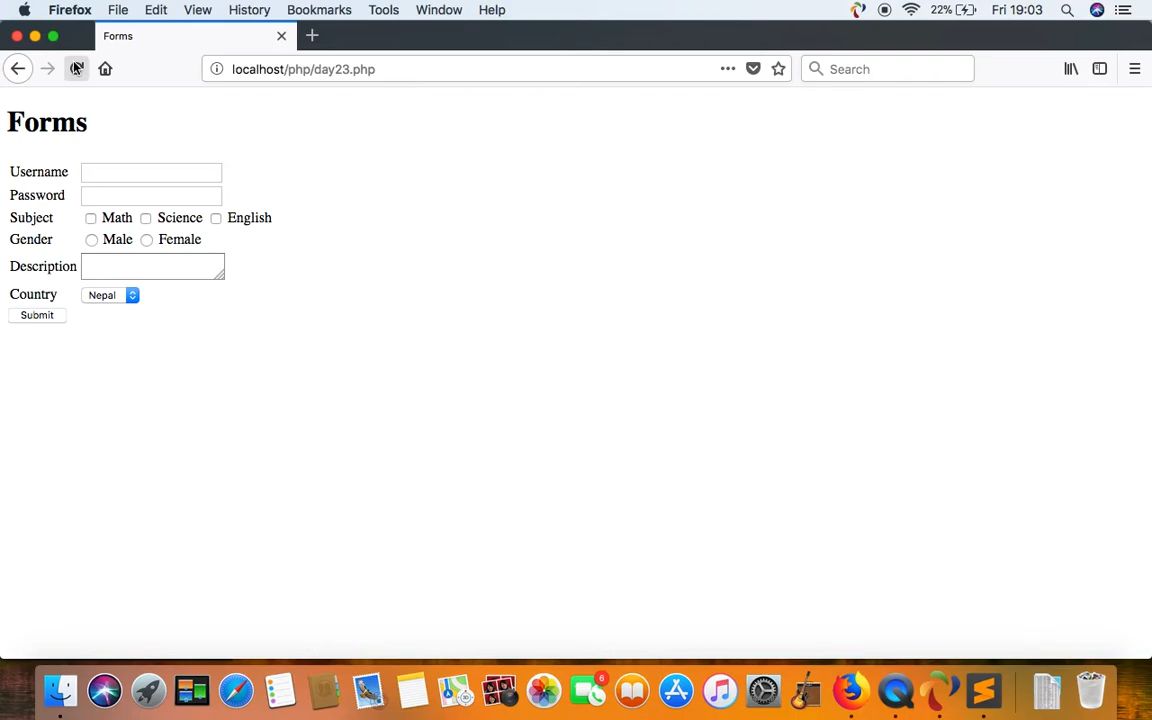 Firefox File Edit View History Bookmarks Tools Window Help 22% Fri 19:03
Forms
localhost/php/day23.php
Search
Forms
Username
Password
Subject Math Science English
Gender Male Female
Description
Country Nepal
Submit
6